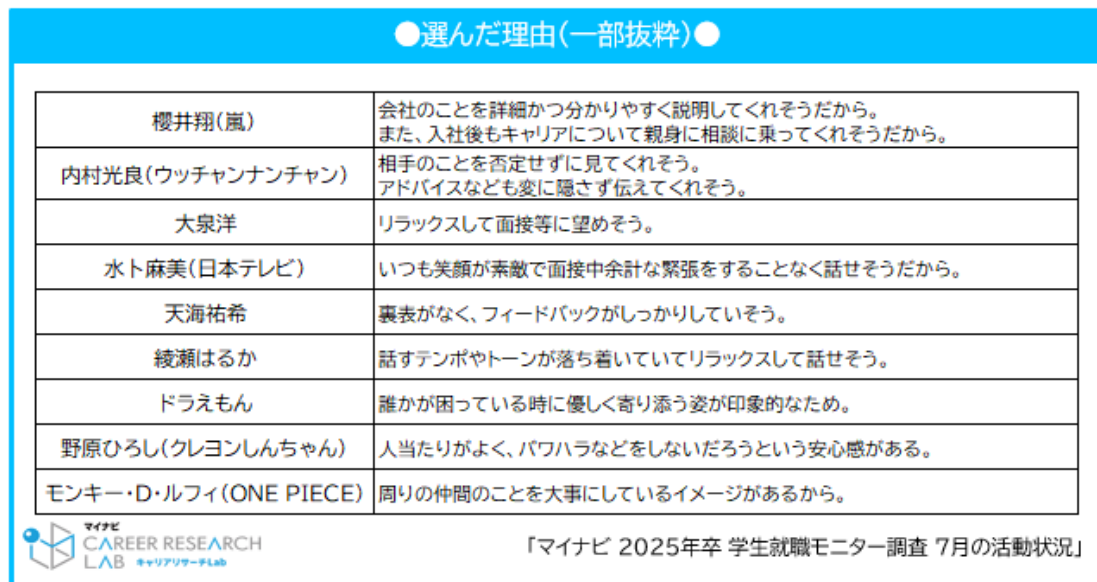 ●選んだ理由(一部抜粋)●
櫻井翔(嵐)
会社のことを詳細かつ分かりやすく説明してくれそうだから。
また、入社後もキャリアについて親身に相談に乗ってくれそうだから。
内村光良(ウッチャンナンチャン)
相手のことを否定せずに見てくれそう。
アドバイスなども変に隠さず伝えてくれそう。
大泉洋
リラックスして面接等に望めそう。
水卜麻美(日本テレビ)
いつも笑顔が素敵で面接中余計な緊張をすることなく話せそうだから。
天海祐希
裏表がなく、フィードバックがしっかりしていそう。
綾瀬はるか
話すテンポやトーンが落ち着いていてリラックスして話せそう。
ドラえもん
誰かが困っている時に優しく寄り添う姿が印象的なため。
野原ひろし(クレヨンしんちゃん)
人当たりがよく、パワハラなどをしないだろうという安心感がある。
モンキー・D・ルフィ(ONE PIECE)
周りの仲間のことを大事にしているイメージがあるから。
マイナビ
CAREER RESEARCH
LAB キャリアリサーチLab
「マイナビ 2025年卒 学生就職モニター調査 7月の活動状況」